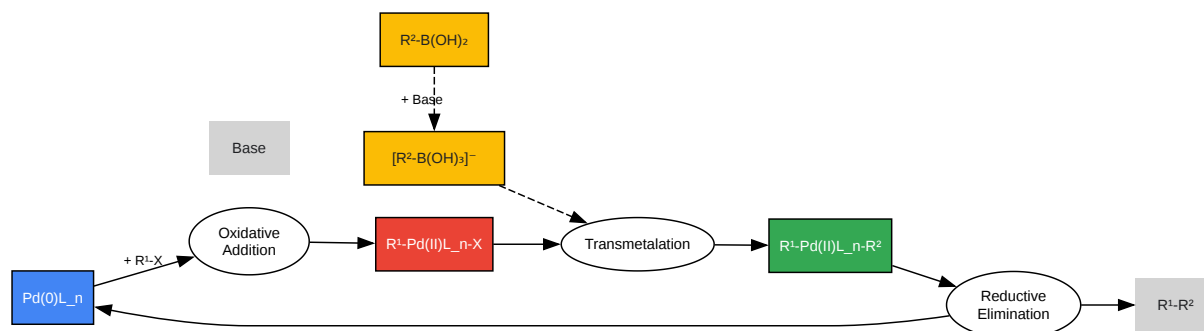 R²-B(OH)₂
+ Base
Base
[R²-B(OH)₃]⁻
Oxidative
Addition
R¹-Pd(II)L_n-X
Transmetalation
R¹-Pd(II)L_n-R²
+ R¹-X
Pd(0)L_n
Reductive
Elimination
R¹-R²